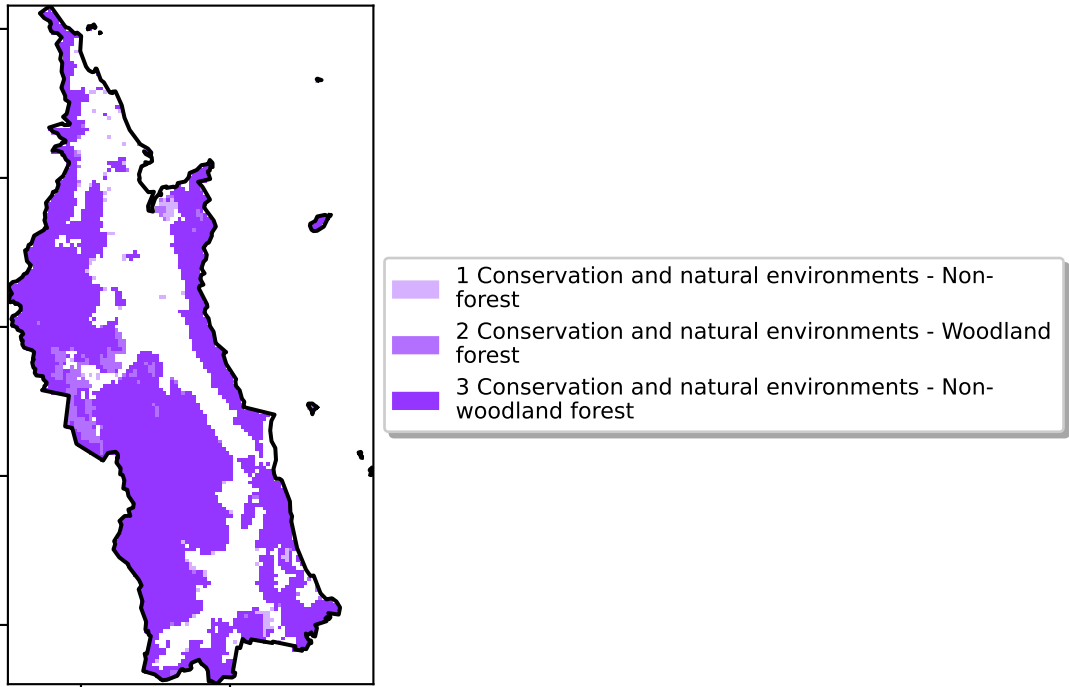 1 Conservation and natural environments - Non-
forest
2 Conservation and natural environments - Woodland
forest
3 Conservation and natural environments - Non-
woodland forest